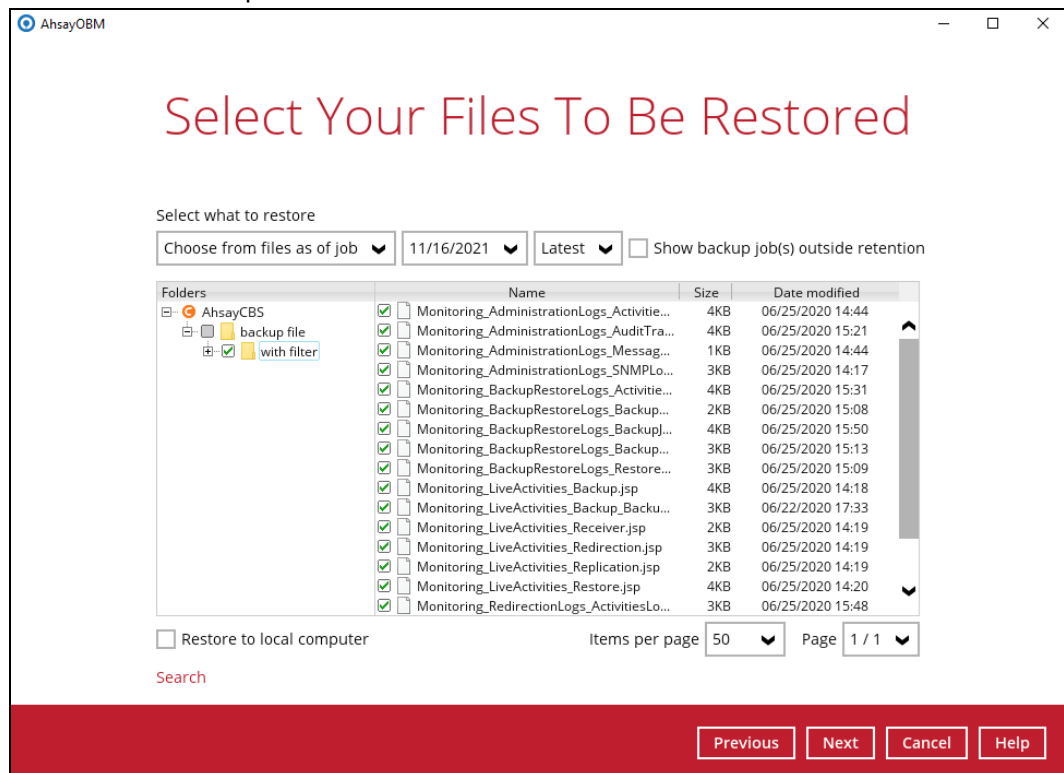 AhsayOBM
Select Your Files To Be Restored
Select what to restore
Choose from files as of job 11/16/2021 Latest Show backup job(s) outside retention
Folders Name Size Date modified
AhsayCBS Monitoring_AdministrationLogs_Activitie... 4KB 06/25/2020 14:44
backup file Monitoring_AdministrationLogs_AuditTra... 4KB 06/25/2020 15:21
with filter Monitoring_AdministrationLogs_Messag... 1KB 06/25/2020 14:44
Monitoring_AdministrationLogs_SNMPLo... 3KB 06/25/2020 14:17
Monitoring_BackupRestoreLogs_Activitie... 4KB 06/25/2020 15:31
Monitoring_BackupRestoreLogs_Backup... 2KB 06/25/2020 15:08
Monitoring_BackupRestoreLogs_BackupJ... 4KB 06/25/2020 15:50
Monitoring_BackupRestoreLogs_Backup... 3KB 06/25/2020 15:13
Monitoring_BackupRestoreLogs_Restore... 3KB 06/25/2020 15:09
Monitoring_LiveActivities_Backup.jsp 4KB 06/25/2020 14:18
Monitoring_LiveActivities_Backup_Backu... 3KB 06/22/2020 17:33
Monitoring_LiveActivities_Receiver.jsp 2KB 06/25/2020 14:19
Monitoring_LiveActivities_Redirection.jsp 3KB 06/25/2020 14:19
Monitoring_LiveActivities_Replication.jsp 2KB 06/25/2020 14:19
Monitoring_LiveActivities_Restore.jsp 4KB 06/25/2020 14:20
Monitoring_RedirectionLogs_ActivitiesLo... 3KB 06/25/2020 15:48
Restore to local computer Items per page 50 Page 1 / 1
Search
Previous Next Cancel Help